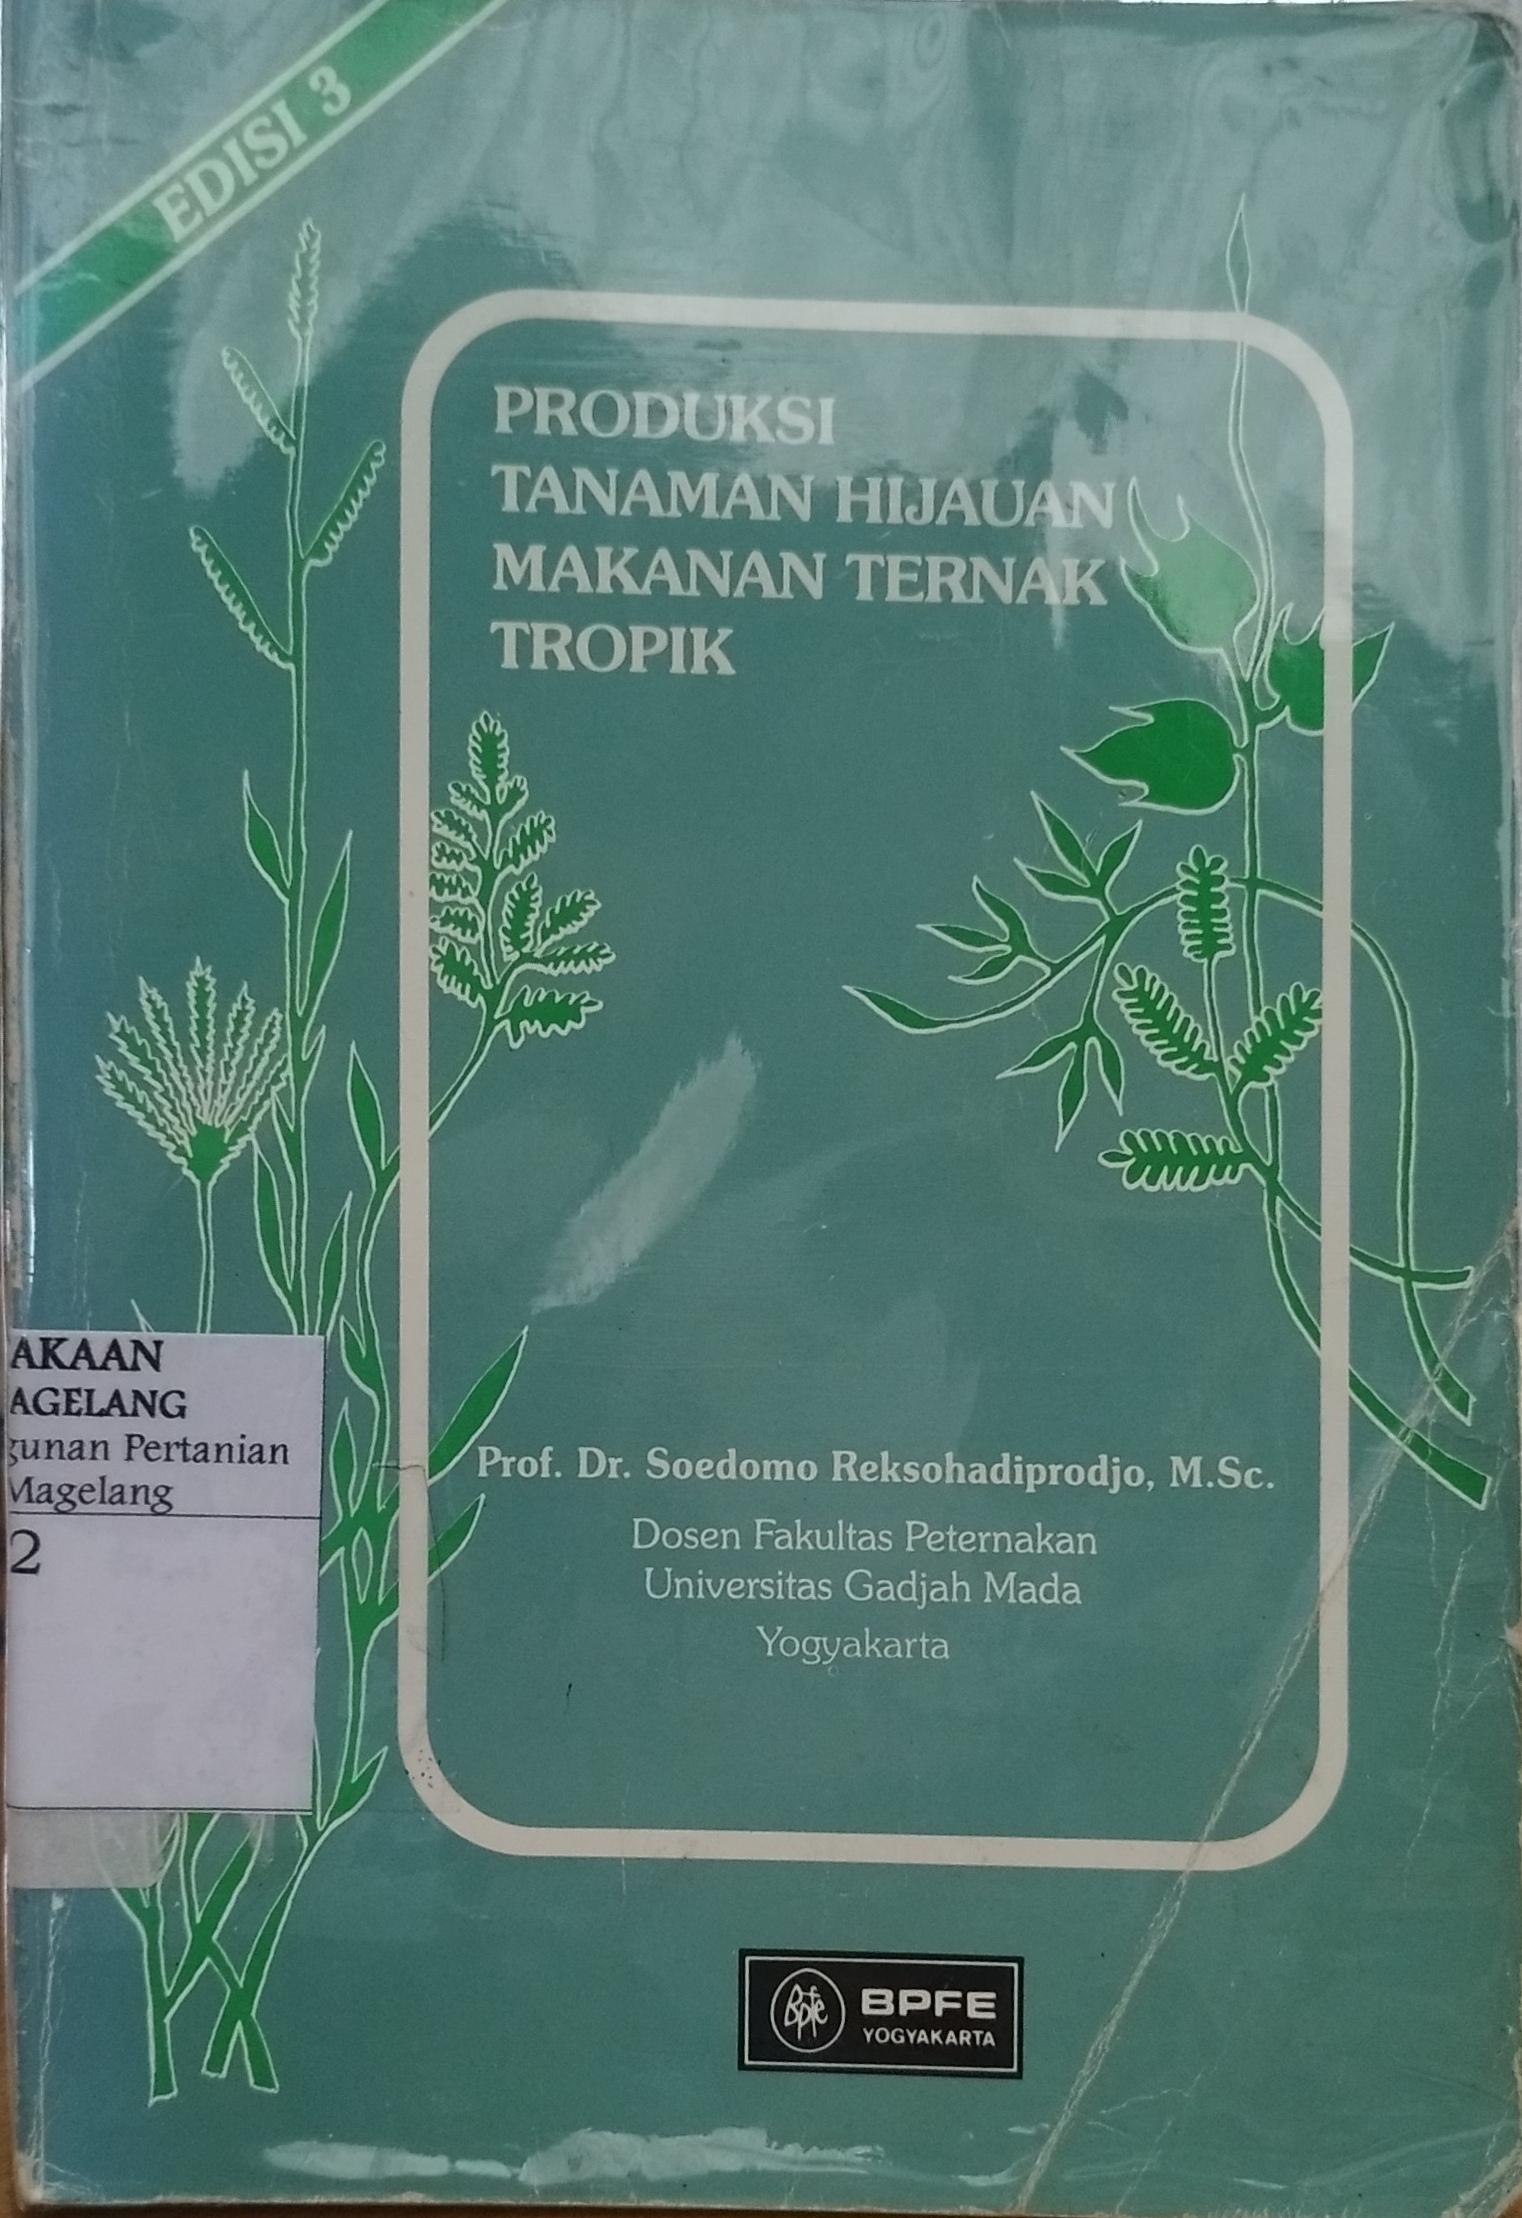 EDISI 3
PRODUKSI
TANAMAN HIJAUAN
MAKANAN TERNAK
TROPIK
AKAAN
AGELANG
gunan Pertanian
Magelang
2
Prof. Dr. Soedomo Reksohadiprodjo, M.Sc.
Dosen Fakultas Peternakan
Universitas Gadjah Mada
Yogyakarta
Bpfe
BPFE
YOGYAKARTA